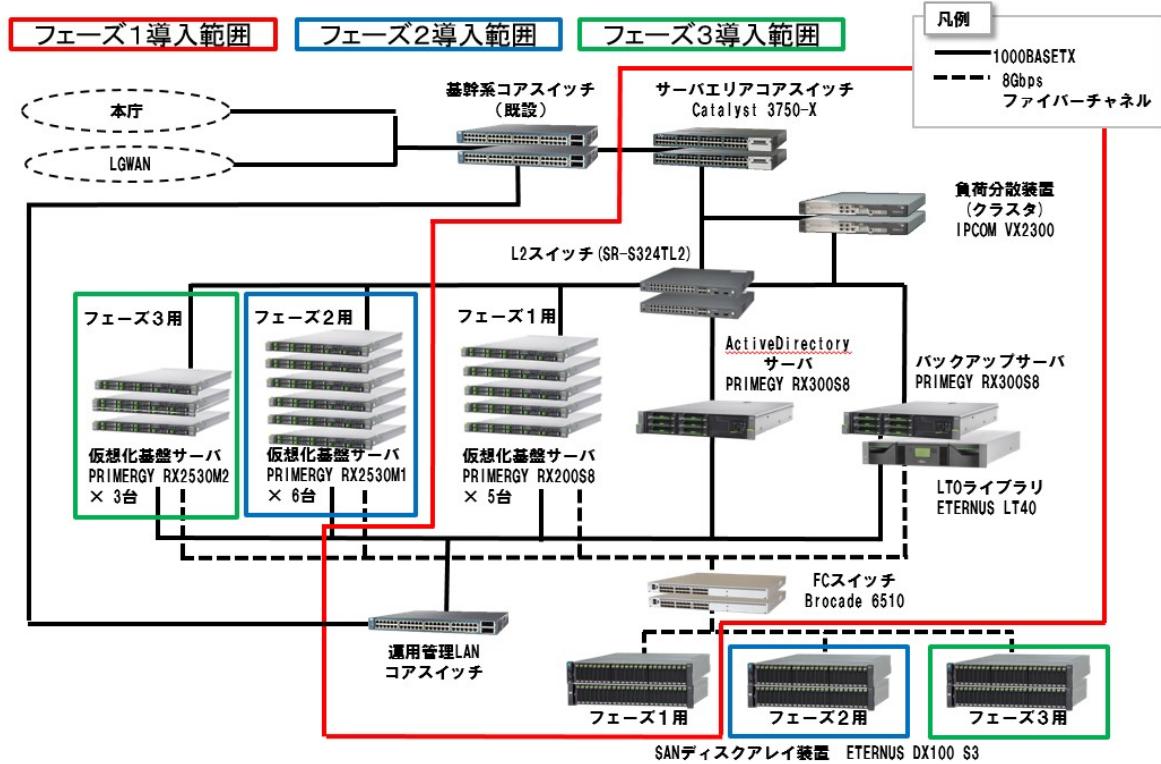 フェーズ1導入範囲
フェーズ2導入範囲
フェーズ3導入範囲
凡例
1000BASETX
8Gbps
ファイバーチャネル
本庁
LGWAN
基幹系コアスイッチ
(既設)
サーバエリアコアスイッチ
Catalyst 3750-X
負荷分散装置
(クラスタ)
IPCOM VX2300
L2スイッチ(SR-S324TL2)
フェーズ3用
フェーズ2用
フェーズ1用
ActiveDirectory
サーバ
PRIMEGY RX300S8
バックアップサーバ
PRIMEGY RX300S8
仮想化基盤サーバ
PRIMERGY RX2530M2
× 3台
仮想化基盤サーバ
PRIMERGY RX2530M1
× 6台
仮想化基盤サーバ
PRIMERGY RX200S8
× 5台
LTOライブラリ
ETERNUS LT40
FCスイッチ
Brocade 6510
運用管理LAN
コアスイッチ
フェーズ1用
フェーズ2用
フェーズ3用
SANディスクアレイ装置 ETERNUS DX100 S3